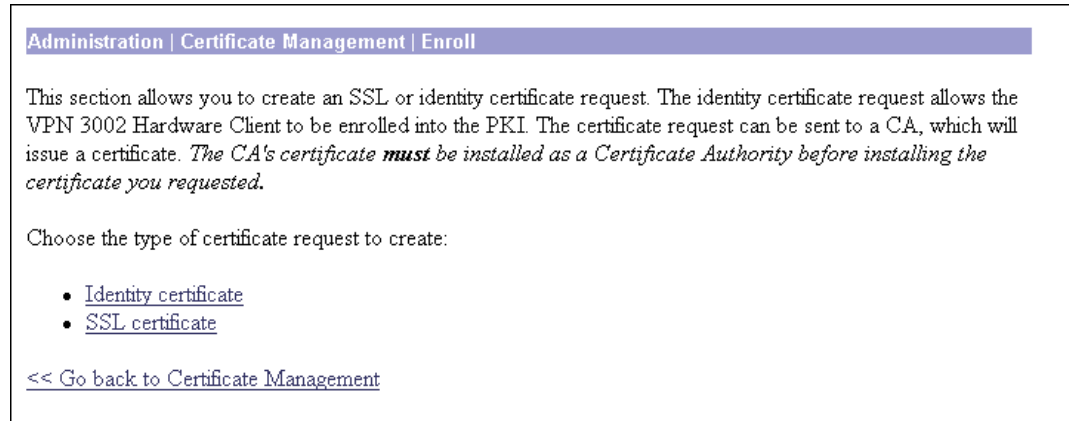 Administration | Certificate Management | Enroll
This section allows you to create an SSL or identity certificate request. The identity certificate request allows the
VPN 3002 Hardware Client to be enrolled into the PKI. The certificate request can be sent to a CA, which will
issue a certificate. The CA's certificate must be installed as a Certificate Authority before installing the
certificate you requested.
Choose the type of certificate request to create:
• Identity certificate
• SSL certificate
<< Go back to Certificate Management